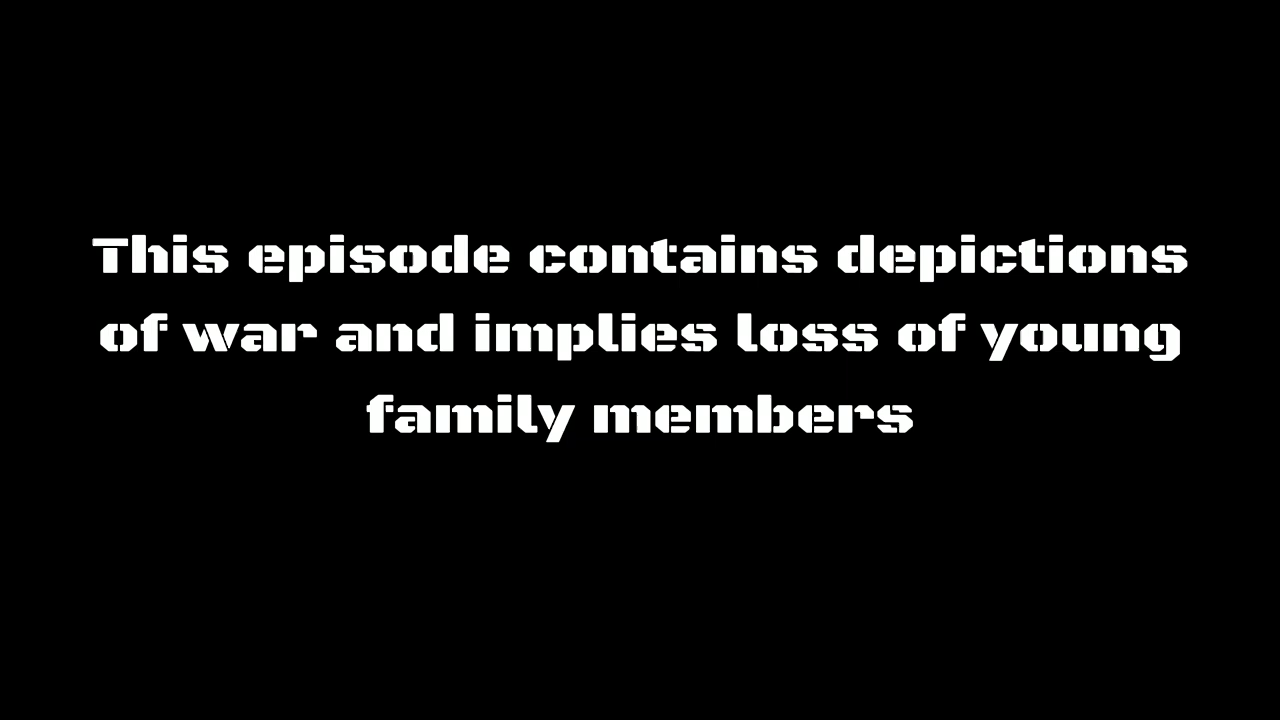 This episode contains depictions
of war and implies loss of young
family members